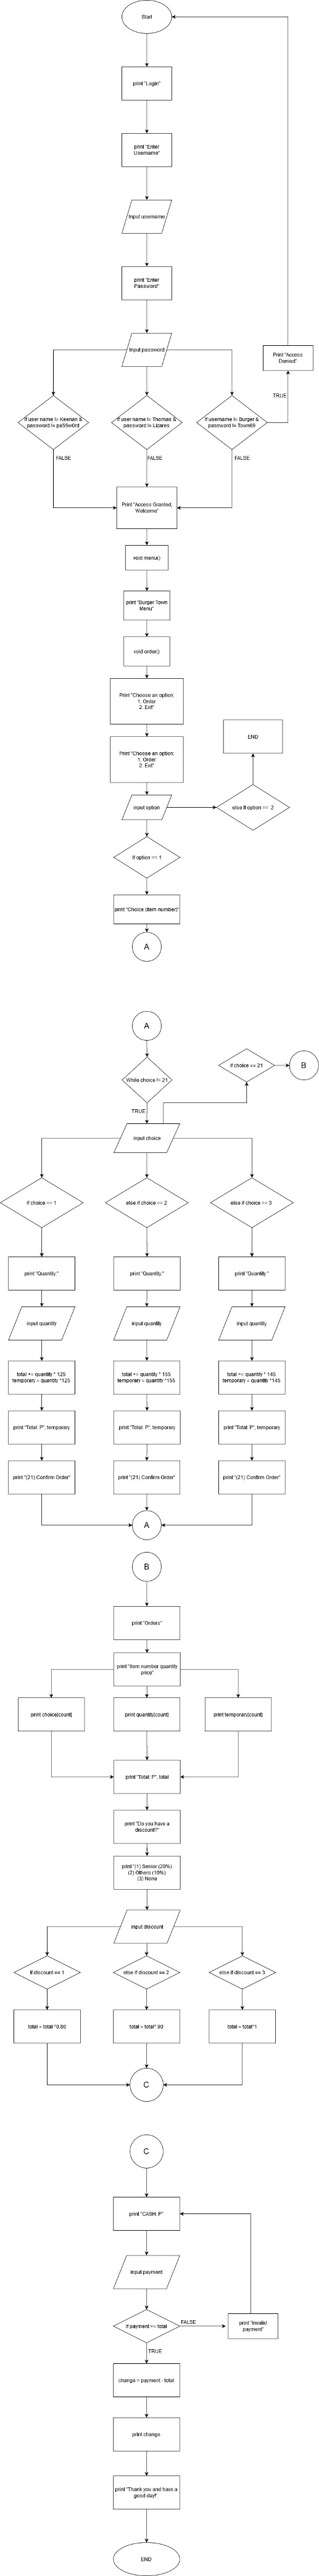 Start
print "Login"
print "Enter
Username"
Input username
print "Enter
Password"
Input password
Print "Access
Denied"
TRUE
If user name != Keenan &
password != pa55w0rd
If user name != Thomas &
password != Lizares
If username != Burger &
password != Town69
FALSE
FALSE
FALSE
Print "Access Granted,
Welcome"
void menu()
print "Burger Town
Menu"
void order()
Print "Choose an option:
1. Order
2. Exit"
Print "Choose an option:
1. Order
2. Exit"
END
input option
else If option == 2
If option == 1
print "Choice (item number)"
A
A
While choice != 21
if choice == 21
B
TRUE
input choice
if choice == 1
else if choice == 2
else if choice == 3
print "Quantity:"
print "Quantity:"
print "Quantity:"
input quantity
input quantity
input quantity
total += quantity * 125
temporary = quantity *125
total += quantity * 155
temporary = quantity *155
total += quantity * 145
temporary = quantity *145
print "Total: P", temporary
print "Total: P", temporary
print "Total: P", temporary
print "(21) Confirm Order"
print "(21) Confirm Order"
print "(21) Confirm Order"
A
B
print "Orders"
print "item number quantity
price"
print choice[count]
print quantity[count]
print temporary[count]
print "Total: P", total
print "Do you have a
discount?"
print "(1) Senior (20%)
(2) Others (10%)
(3) None
input discount
if discount == 1
else if discount == 2
else if discount == 3
total = total *0.80
total = total*.90
total = total*1
C
C
print "CASH: P"
input payment
if payment >= total
FALSE
print "invalid
payment"
TRUE
change = payment - total
print change
print "Thank you and have a
good day!"
END